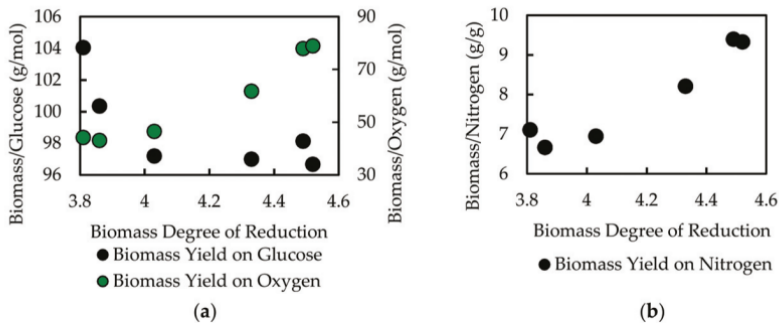 Biomass/Glucose (g/mol)
106
104
102
100
98
96
90
70
50
30
Biomass/Oxygen (g/mol)
3.8 4 4.2 4.4 4.6
Biomass Degree of Reduction
Biomass Yield on Glucose
Biomass Yield on Oxygen
(a)
Biomass/Nitrogen (g/g)
10
9
8
7
6
3.8 4 4.2 4.4 4.6
Biomass Degree of Reduction
Biomass Yield on Nitrogen
(b)